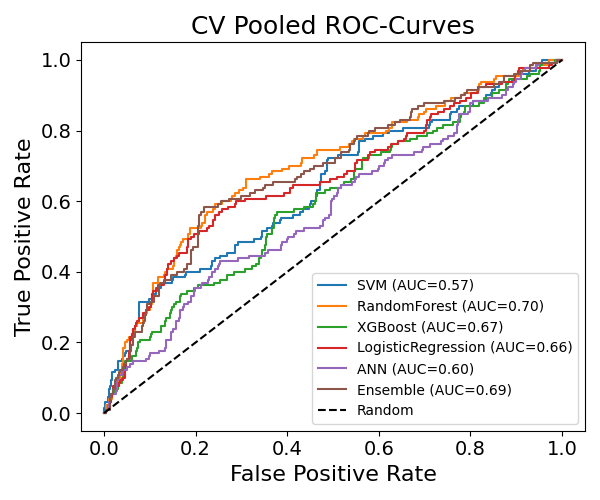 CV Pooled ROC-Curves
True Positive Rate
1.0
0.8
0.6
0.4
0.2
0.0
SVM (AUC=0.57)
RandomForest (AUC=0.70)
XGBoost (AUC=0.67)
LogisticRegression (AUC=0.66)
ANN (AUC=0.60)
Ensemble (AUC=0.69)
Random
0.0 0.2 0.4 0.6 0.8 1.0
False Positive Rate